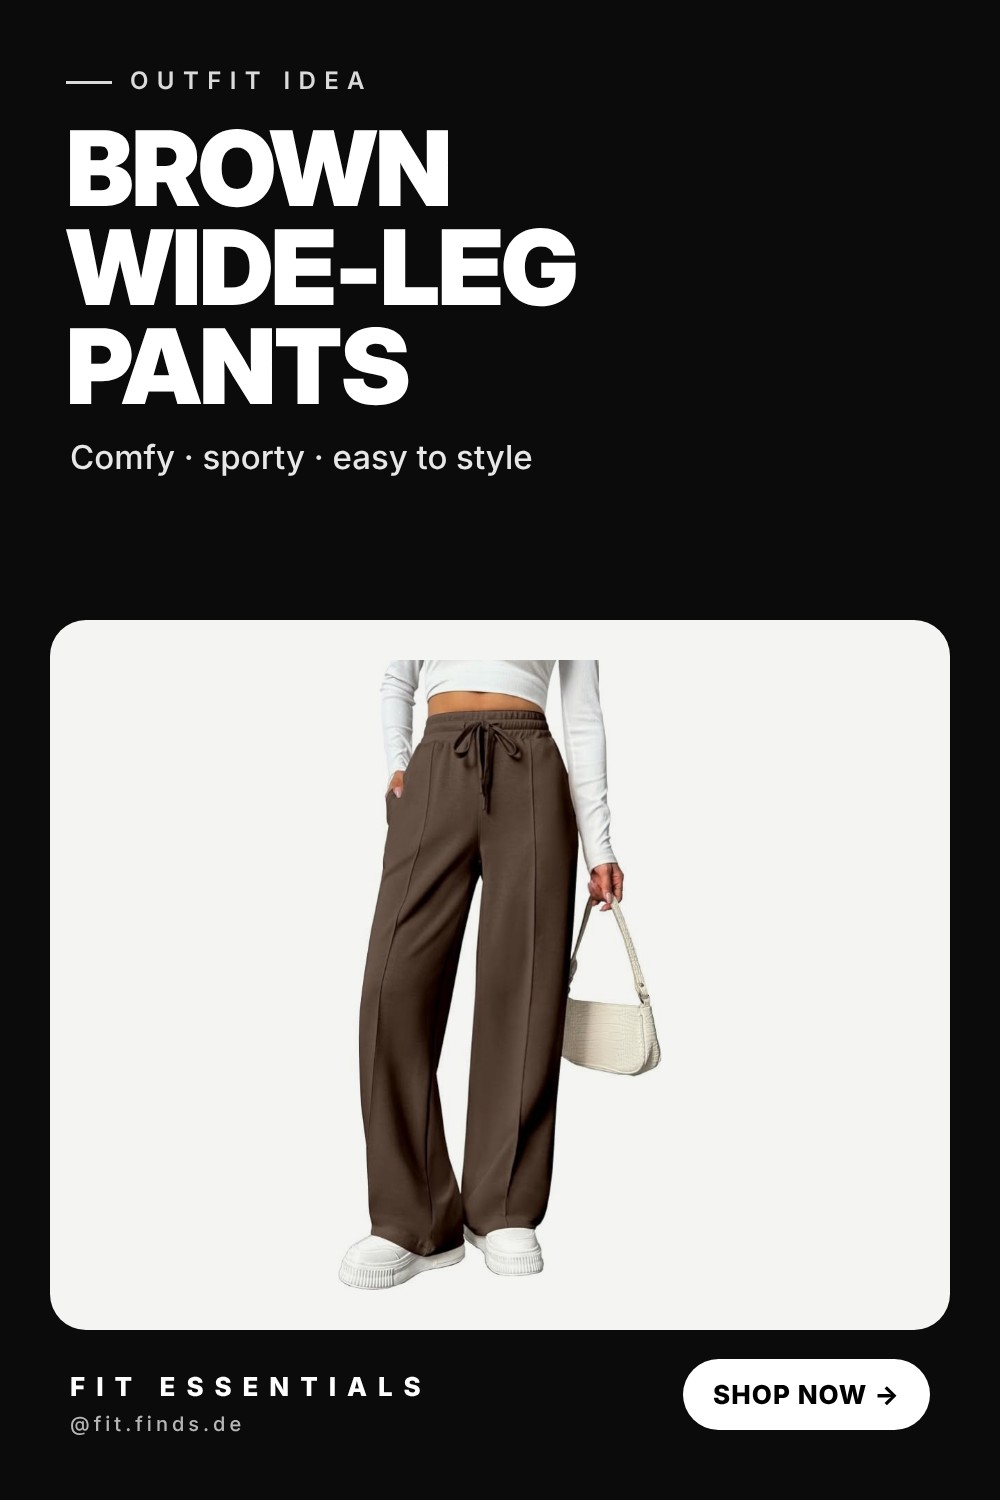 OUTFIT IDEA
BROWN
WIDE-LEG
PANTS
Comfy · sporty · easy to style
FIT ESSENTIALS
@fit.finds.de
SHOP NOW →